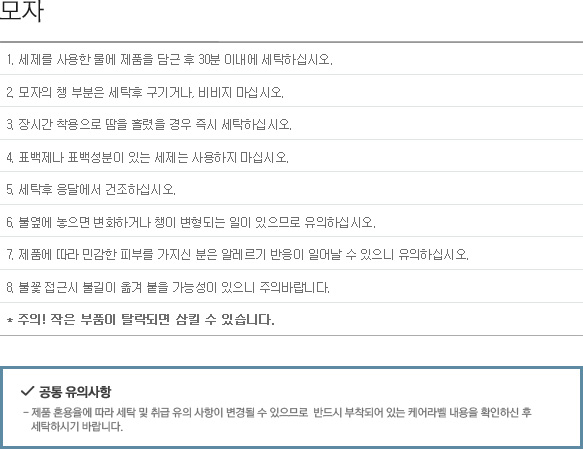 모자
1. 세제를 사용한 물에 제품을 담근 후 30분 이내에 세탁하십시오.
2. 모자의 챙 부분은 세탁후 구기거나, 비비지 마십시오.
3. 장시간 착용으로 땀을 흘렸을 경우 즉시 세탁하십시오.
4. 표백제나 표백성분이 있는 세제는 사용하지 마십시오.
5. 세탁후 응달에서 건조하십시오.
6. 불옆에 놓으면 변화하거나 챙이 변형되는 일이 있으므로 유의하십시오.
7. 제품에 따라 민감한 피부를 가지신 분은 알레르기 반응이 일어날 수 있으니 유의하십시오.
8. 불꽃 접근시 불길이 옮겨 붙을 가능성이 있으니 주의바랍니다.
* 주의! 작은 부품이 탈락되면 삼킬 수 있습니다.
✓ 공통 유의사항
- 제품 혼용율에 따라 세탁 및 취급 유의 사항이 변경될 수 있으므로 반드시 부착되어 있는 케어라벨 내용을 확인하신 후
세탁하시기 바랍니다.